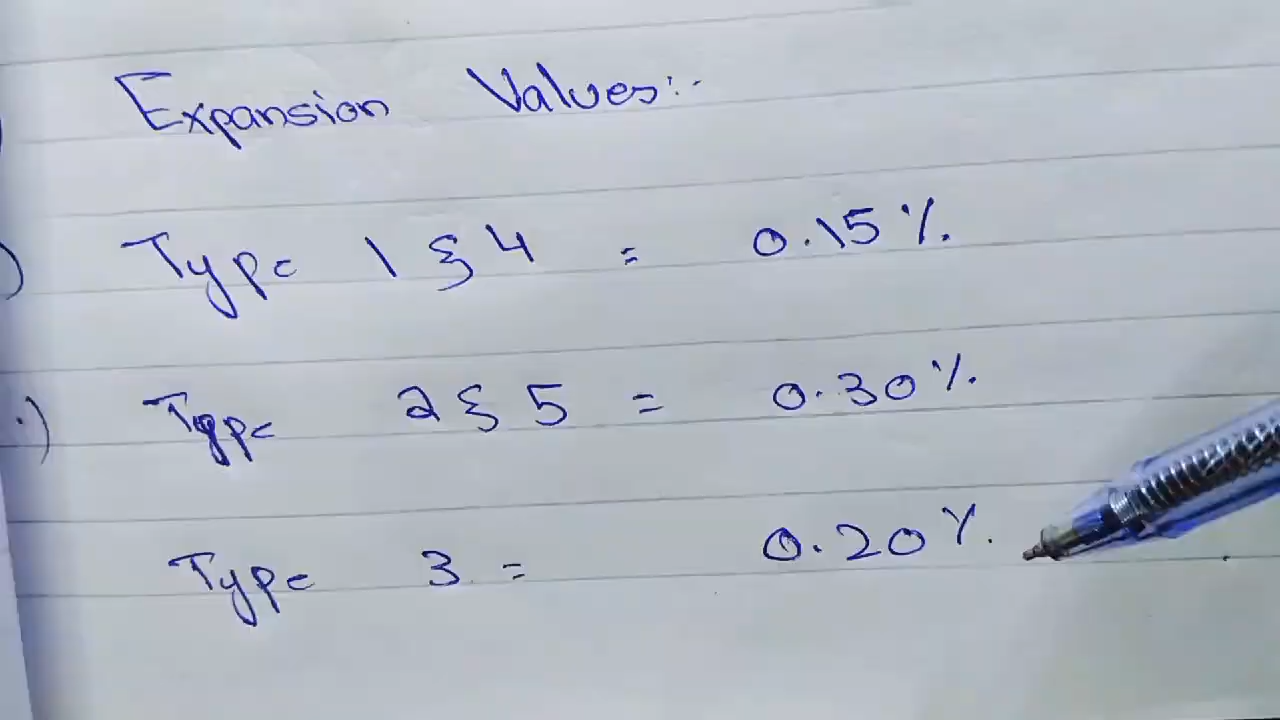 Expansion Values:-
Type 1 & 4 = 0.15%
Type 2 & 5 = 0.30%
Type 3 = 0.20%